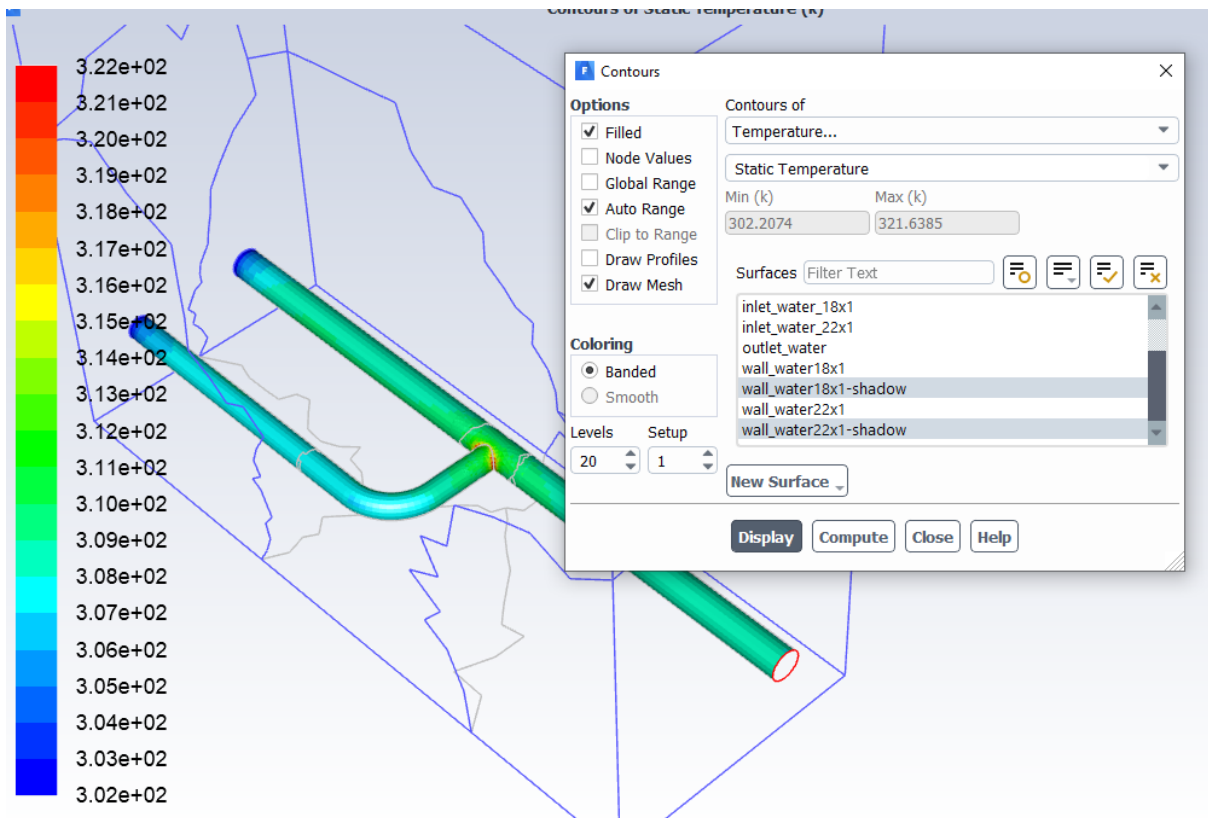 Contours of Static Temperature (k)
3.22e+02
3.21e+02
3.20e+02
3.19e+02
3.18e+02
3.17e+02
3.16e+02
3.15e+02
3.14e+02
3.13e+02
3.12e+02
3.11e+02
3.10e+02
3.09e+02
3.08e+02
3.07e+02
3.06e+02
3.05e+02
3.04e+02
3.03e+02
3.02e+02
Contours
Options
Filled
Node Values
Global Range
Auto Range
Clip to Range
Draw Profiles
Draw Mesh
Coloring
Banded
Smooth
Levels Setup
20 1
Contours of
Temperature...
Static Temperature
Min (k) Max (k)
302.2074 321.6385
Surfaces Filter Text
inlet_water_18x1
inlet_water_22x1
outlet_water
wall_water18x1
wall_water18x1-shadow
wall_water22x1
wall_water22x1-shadow
New Surface
Display Compute Close Help